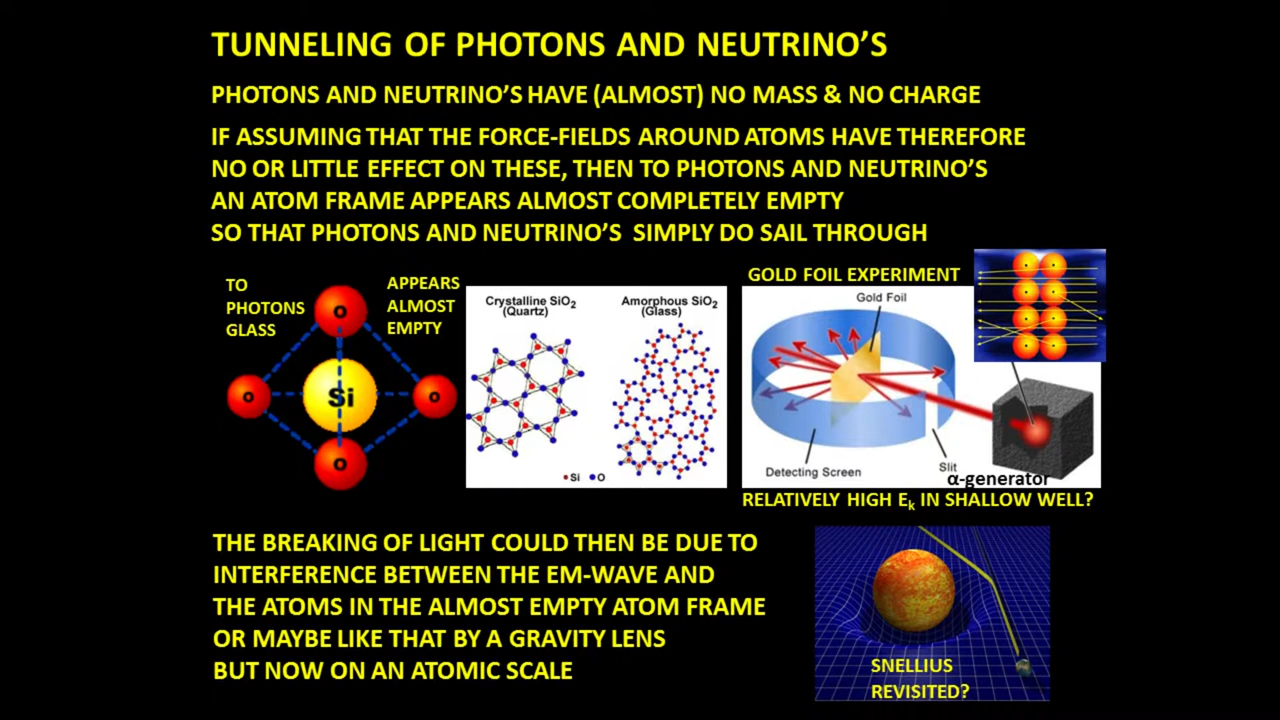 TUNNELING OF PHOTONS AND NEUTRINO’S
PHOTONS AND NEUTRINO’S HAVE (ALMOST) NO MASS & NO CHARGE
IF ASSUMING THAT THE FORCE-FIELDS AROUND ATOMS HAVE THEREFORE
NO OR LITTLE EFFECT ON THESE, THEN TO PHOTONS AND NEUTRINO’S
AN ATOM FRAME APPEARS ALMOST COMPLETELY EMPTY
SO THAT PHOTONS AND NEUTRINO’S SIMPLY DO SAIL THROUGH
TO
PHOTONS
GLASS
APPEARS
ALMOST
EMPTY
O
O
Si
O
O
Crystalline SiO2
(Quartz)
Amorphous SiO2
(Glass)
Si
O
GOLD FOIL EXPERIMENT
Gold Foil
Detecting Screen
Slit
α-generator
RELATIVELY HIGH Ek IN SHALLOW WELL?
THE BREAKING OF LIGHT COULD THEN BE DUE TO
INTERFERENCE BETWEEN THE EM-WAVE AND
THE ATOMS IN THE ALMOST EMPTY ATOM FRAME
OR MAYBE LIKE THAT BY A GRAVITY LENS
BUT NOW ON AN ATOMIC SCALE
SNELLIUS
REVISITED?